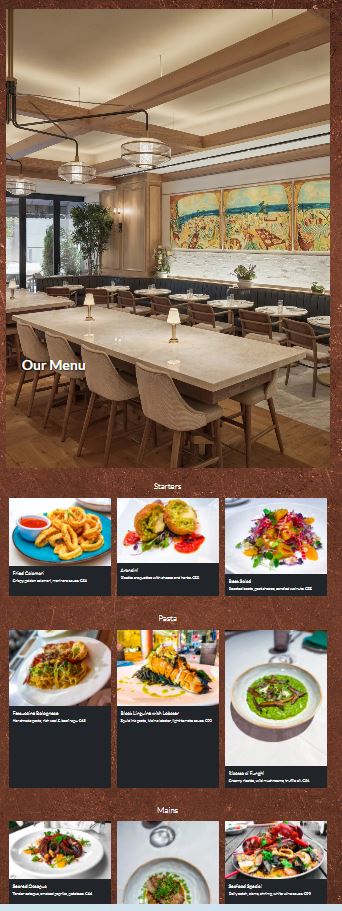 Our Menu
Starters
Fried Calamari
Crispy golden calamari, marinara sauce
Arancini
with cheese and herbs.
Beet Salad
Roasted beets, goat cheese, candied walnuts.
Pasta
Fettuccine Bolognese
Handmade pasta, rich veal & beef ragu.
Black Linguine with Lobster
Squid ink pasta, Maine lobster, light tomato sauce.
Risotto ai Funghi
Creamy risotto, wild mushrooms, truffle oil.
Mains
Seared Octopus
Tender octopus, smoked paprika, potatoes.
Seafood Special
Daily catch, clams, shrimp, white wine sauce